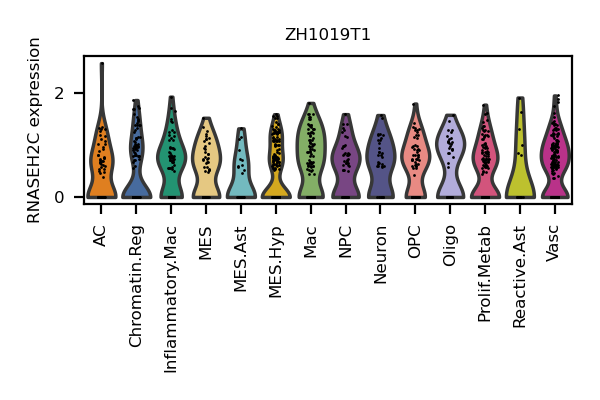 ZH1019T1
RNASEH2C expression
2
0
AC
Chromatin.Reg
Inflammatory.Mac
MES
MES.Ast
MES.Hyp
Mac
NPC
Neuron
OPC
Oligo
Prolif.Metab
Reactive.Ast
Vasc